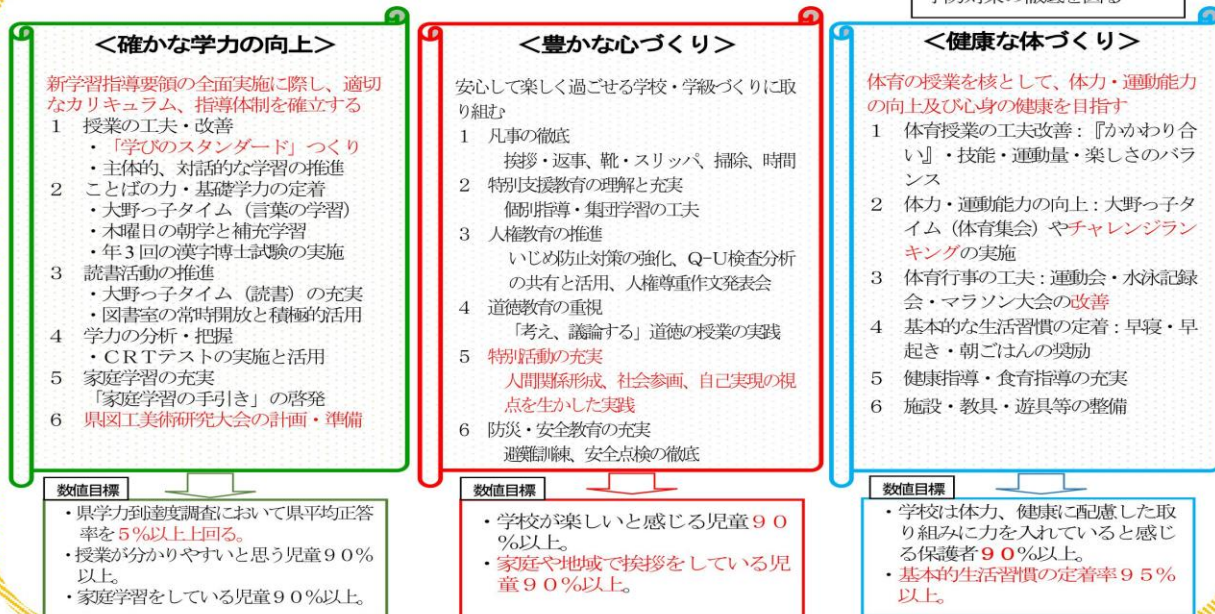 ＜確かな学力の向上＞
新学習指導要領の全面実施に際し、適切
なカリキュラム、指導体制を確立する
1　授業の工夫・改善
・「学びのスタンダード」つくり
・主体的、対話的な学習の推進
2　ことばの力・基礎学力の定着
・大野っ子タイム（言葉の学習）
・木曜日の朝学と補充学習
・年３回の漢字博士試験の実施
3　読書活動の推進
・大野っ子タイム（読書）の充実
・図書室の常時開放と積極的活用
4　学力の分析・把握
・ＣＲＴテストの実施と活用
5　家庭学習の充実
「家庭学習の手引き」の啓発
6　県図工美術研究大会の計画・準備
数値目標
・県学力到達度調査において県平均正答
率を５％以上上回る。
・授業が分かりやすいと思う児童９０％
以上。
・家庭学習をしている児童９０％以上。
＜豊かな心づくり＞
安心して楽しく過ごせる学校・学級づくりに取
り組む
1　凡事の徹底
挨拶・返事、靴・スリッパ、掃除、時間
2　特別支援教育の理解と充実
個別指導・集団学習の工夫
3　人権教育の推進
いじめ防止対策の強化、Q-U検査分析
の共有と活用、人権尊重作文発表会
4　道徳教育の重視
「考え、議論する」道徳の授業の実践
5　特別活動の充実
人間関係形成、社会参画、自己実現の視
点を生かした実践
6　防災・安全教育の充実
避難訓練、安全点検の徹底
数値目標
・学校が楽しいと感じる児童９０
％以上。
・家庭や地域で挨拶をしている児
童９０％以上。
＜健康な体づくり＞
体育の授業を核として、体力・運動能力
の向上及び心身の健康を目指す
1　体育授業の工夫改善：『かかわり合
い』・技能・運動量・楽しさのバラ
ンス
2　体力・運動能力の向上：大野っ子タ
イム（体育集会）やチャレンジラン
キングの実施
3　体育行事の工夫：運動会・水泳記録
会・マラソン大会の改善
4　基本的な生活習慣の定着：早寝・早
起き・朝ごはんの奨励
5　健康指導・食育指導の充実
6　施設・教具・遊具等の整備
数値目標
・学校は体力、健康に配慮した取
り組みに力を入れていると感じ
る保護者９０％以上。
・基本的生活習慣の定着率９５％
以上。